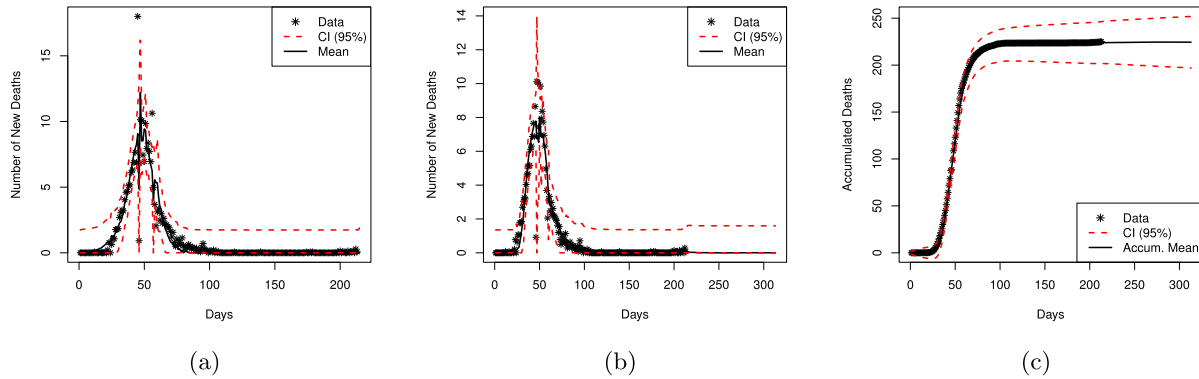 Number of New Deaths
15
10
5
0
0
50
100
150
200
Days
Data
CI (95%)
Mean
(a)
Number of New Deaths
14
12
10
8
6
4
2
0
0
50
100
150
200
250
300
Days
Data
CI (95%)
Mean
(b)
Accumulated Deaths
250
200
150
100
50
0
0
50
100
150
200
250
300
Days
Data
CI (95%)
Accum. Mean
(c)